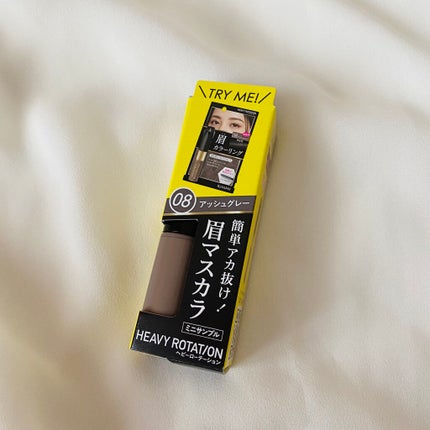 TRY ME!
眉
カラーリング
08
アッシュグレー
簡単アカ抜け!
眉マスカラ
ミニサンプル
HEAVY ROTATION
ヘビーローテーション